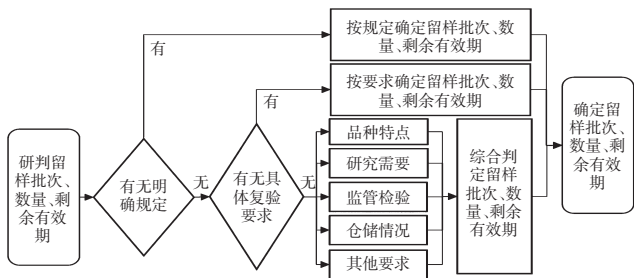 研判留
样批次、
数量、剩
余有效
期
有无明
确规定
有
无
有无具
体复验
要求
有
无
按规定确定留样批次、数
量、剩余有效期
按要求确定留样批次、数
量、剩余有效期
品种特点
研究需要
监管检验
仓储情况
其他要求
综合判
定留样
批次、数
量、剩余
有效期
确定留
样批次、
数量、剩
余有效
期